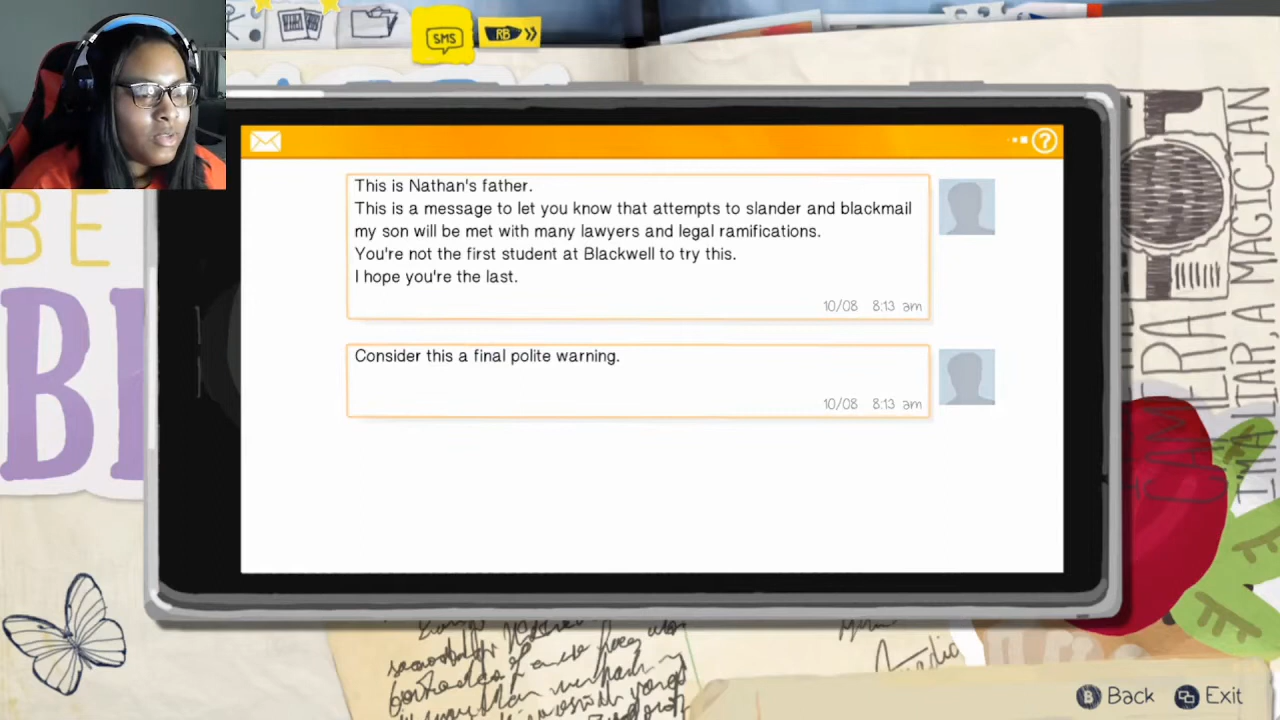 SMS
RB
This is Nathan's father.
This is a message to let you know that attempts to slander and blackmail
my son will be met with many lawyers and legal ramifications.
You're not the first student at Blackwell to try this.
I hope you're the last.
10/08 8:13 am
Consider this a final polite warning.
10/08 8:13 am
BE
CAMERA
LIAR, A MAGICIAN
B Back
Exit